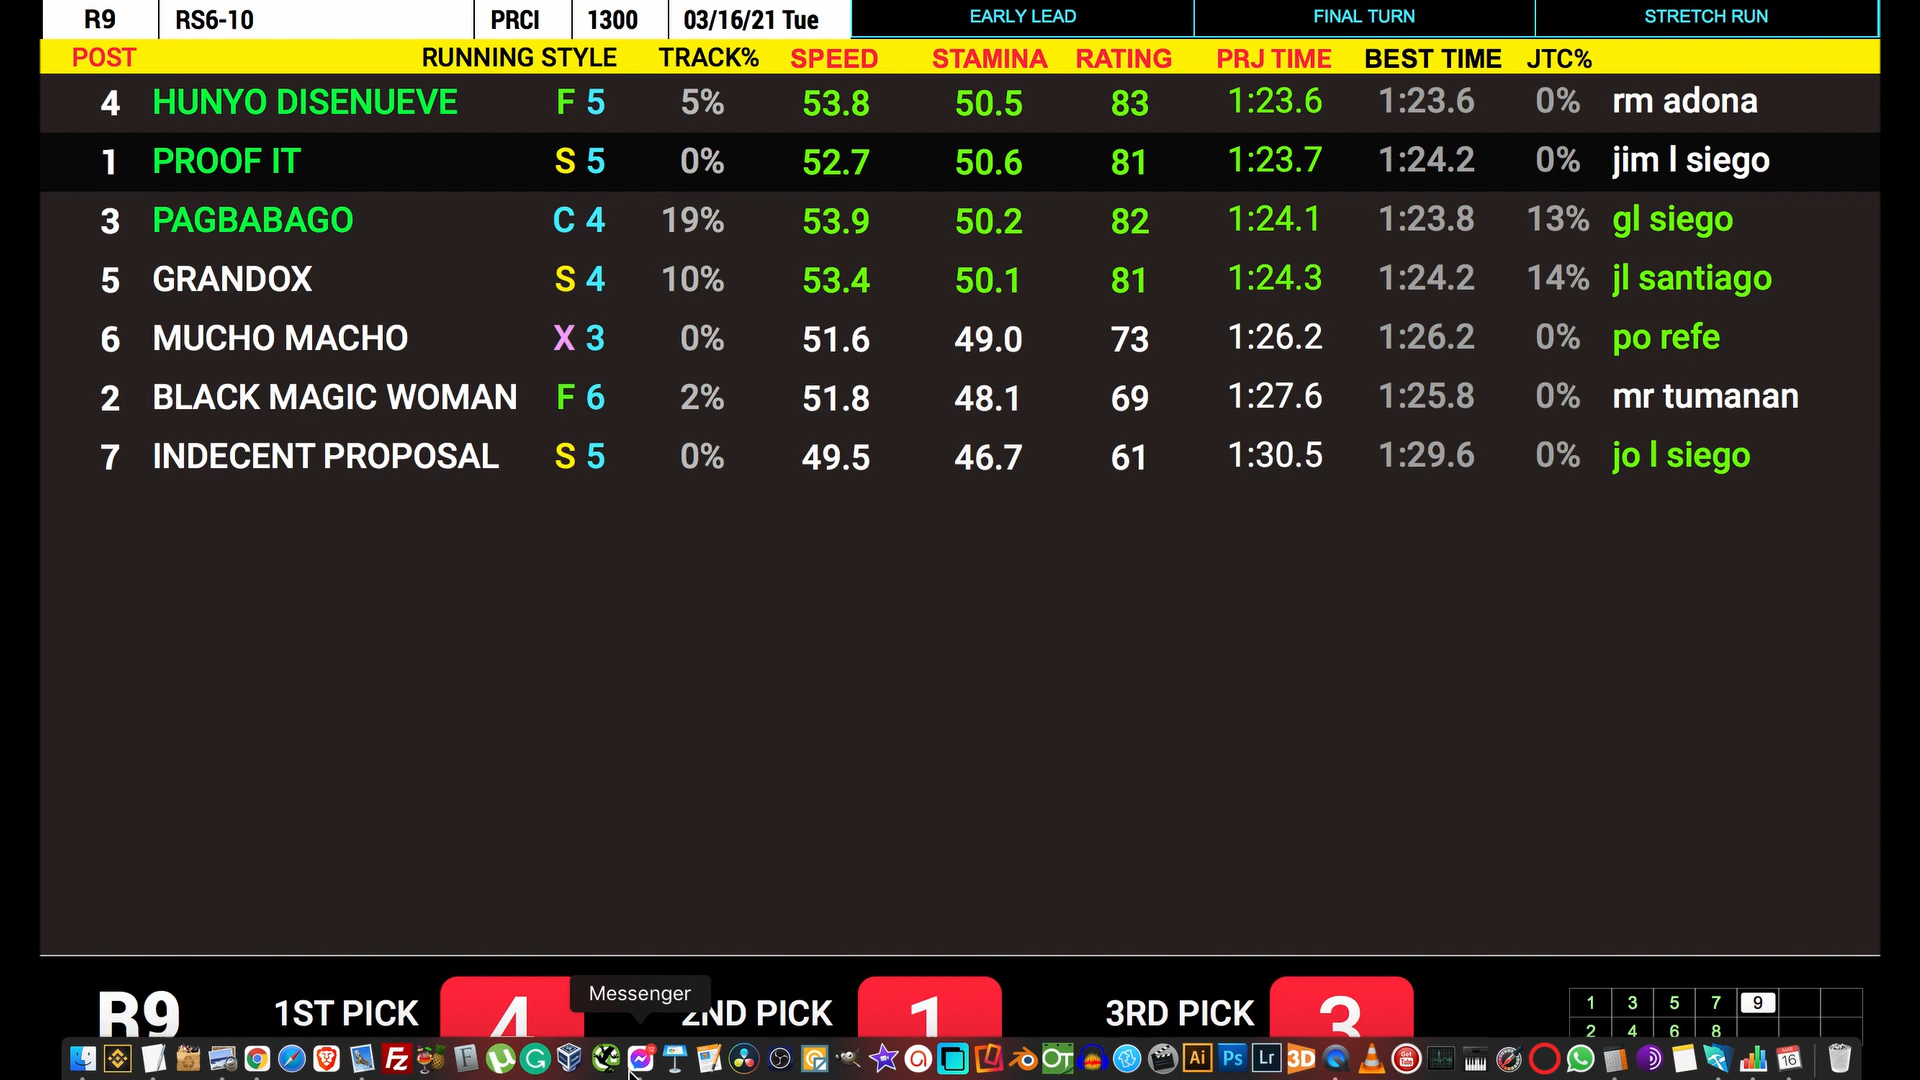 R9 RS6-10 PRCI 1300 03/16/21 Tue EARLY LEAD FINAL TURN STRETCH RUN
POST RUNNING STYLE TRACK% SPEED STAMINA RATING PRJ TIME BEST TIME JTC%
4 HUNYO DISENUEVE F 5 5% 53.8 50.5 83 1:23.6 1:23.6 0% rm adona
1 PROOF IT S 5 0% 52.7 50.6 81 1:23.7 1:24.2 0% jim l siego
3 PAGBABAGO C 4 19% 53.9 50.2 82 1:24.1 1:23.8 13% gl siego
5 GRANDOX S 4 10% 53.4 50.1 81 1:24.3 1:24.2 14% jl santiago
6 MUCHO MACHO X 3 0% 51.6 49.0 73 1:26.2 1:26.2 0% po refe
2 BLACK MAGIC WOMAN F 6 2% 51.8 48.1 69 1:27.6 1:25.8 0% mr tumanan
7 INDECENT PROPOSAL S 5 0% 49.5 46.7 61 1:30.5 1:29.6 0% jo l siego
Messenger
R9 1ST PICK 4 2ND PICK 1 3RD PICK 3
1 3 5 7 9
2 4 6 8
Fz F G OT Ai Ps Lr 3D 16